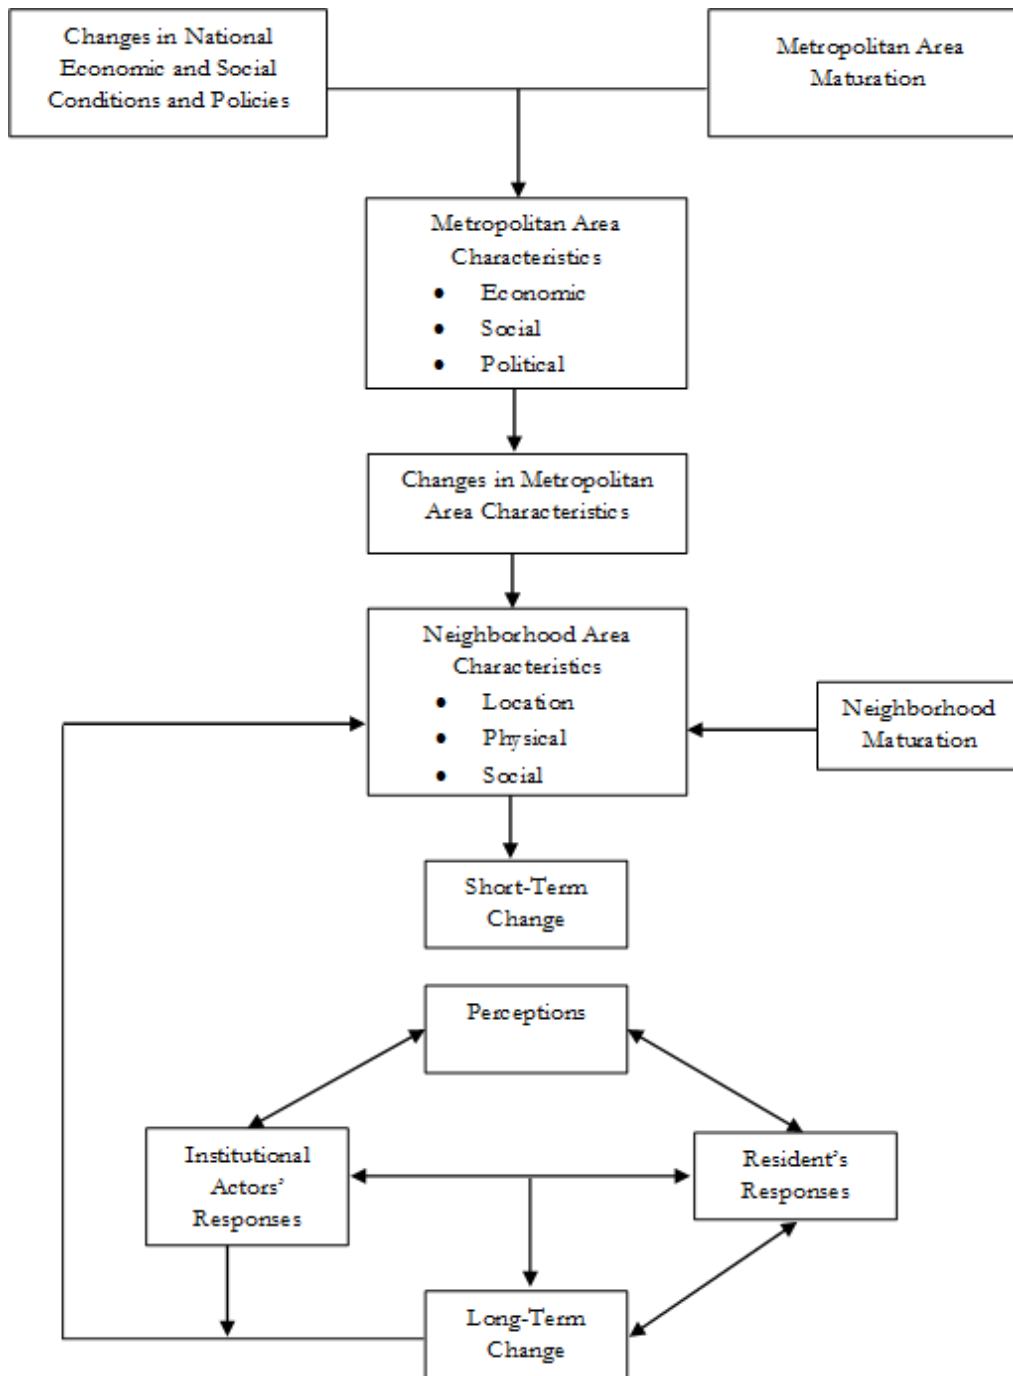 Changes in National
Economic and Social
Conditions and Policies
Metropolitan Area
Maturation
Metropolitan Area
Characteristics
● Economic
● Social
● Political
Changes in Metropolitan
Area Characteristics
Neighborhood Area
Characteristics
● Location
● Physical
● Social
Neighborhood
Maturation
Short-Term
Change
Perceptions
Institutional
Actors’
Responses
Resident’s
Responses
Long-Term
Change